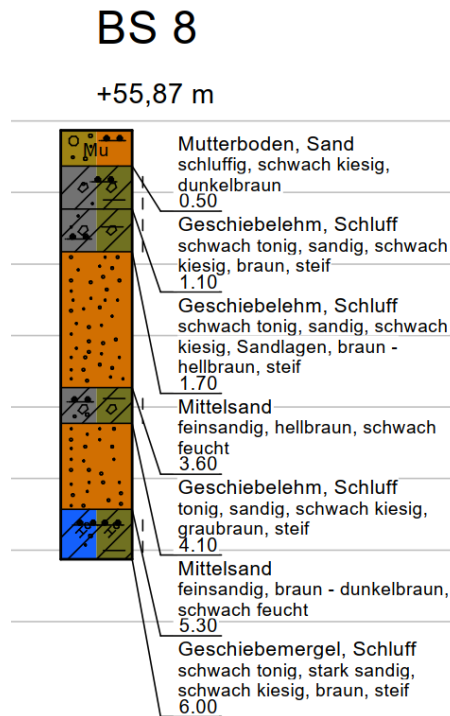 BS 8
+55,87 m
Mu
Mutterboden, Sand
schluffig, schwach kiesig,
dunkelbraun
0.50
Geschiebelehm, Schluff
schwach tonig, sandig, schwach
kiesig, braun, steif
1.10
Geschiebelehm, Schluff
schwach tonig, sandig, schwach
kiesig, Sandlagen, braun -
hellbraun, steif
1.70
Mittelsand
feinsandig, hellbraun, schwach
feucht
3.60
Geschiebelehm, Schluff
tonig, sandig, schwach kiesig,
graubraun, steif
4.10
Mittelsand
feinsandig, braun - dunkelbraun,
schwach feucht
5.30
Geschiebemergel, Schluff
schwach tonig, stark sandig,
schwach kiesig, braun, steif
6.00